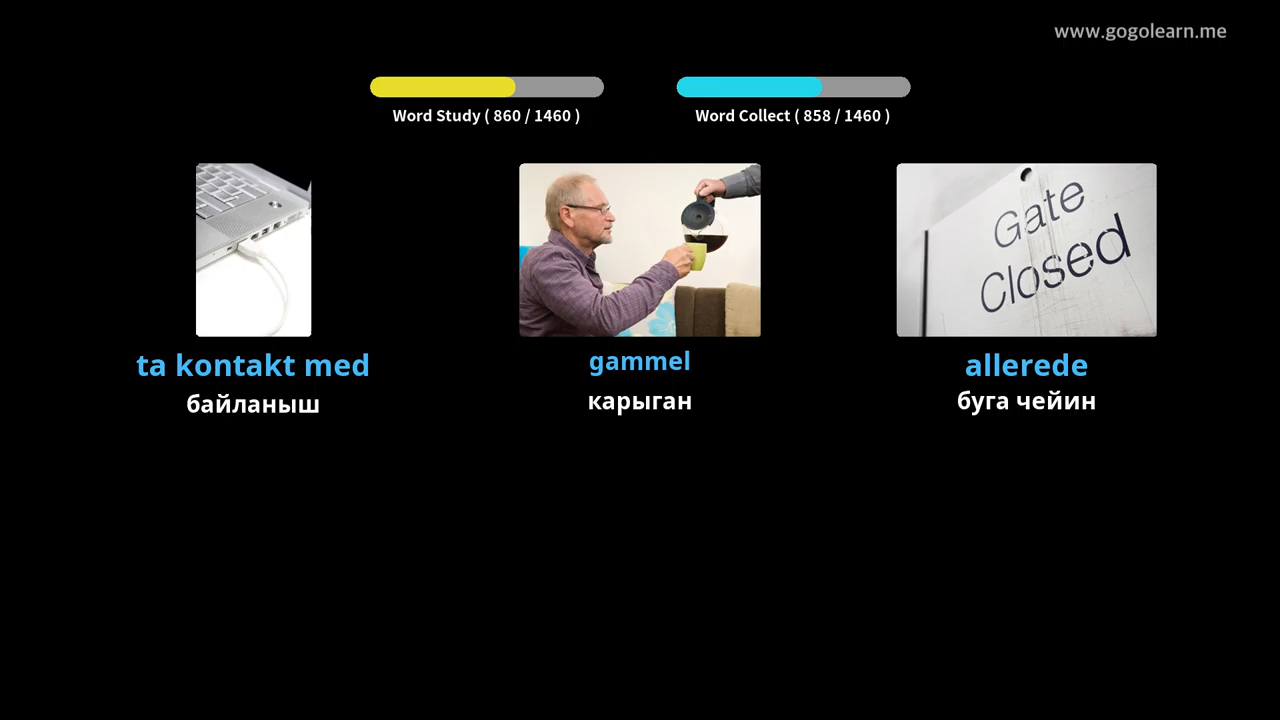 www.gogolearn.me
Word Study ( 860 / 1460 )
Word Collect ( 858 / 1460 )
Gate
Closed
ta kontakt med
gammel
allerede
байланыш
карыган
буга чейин